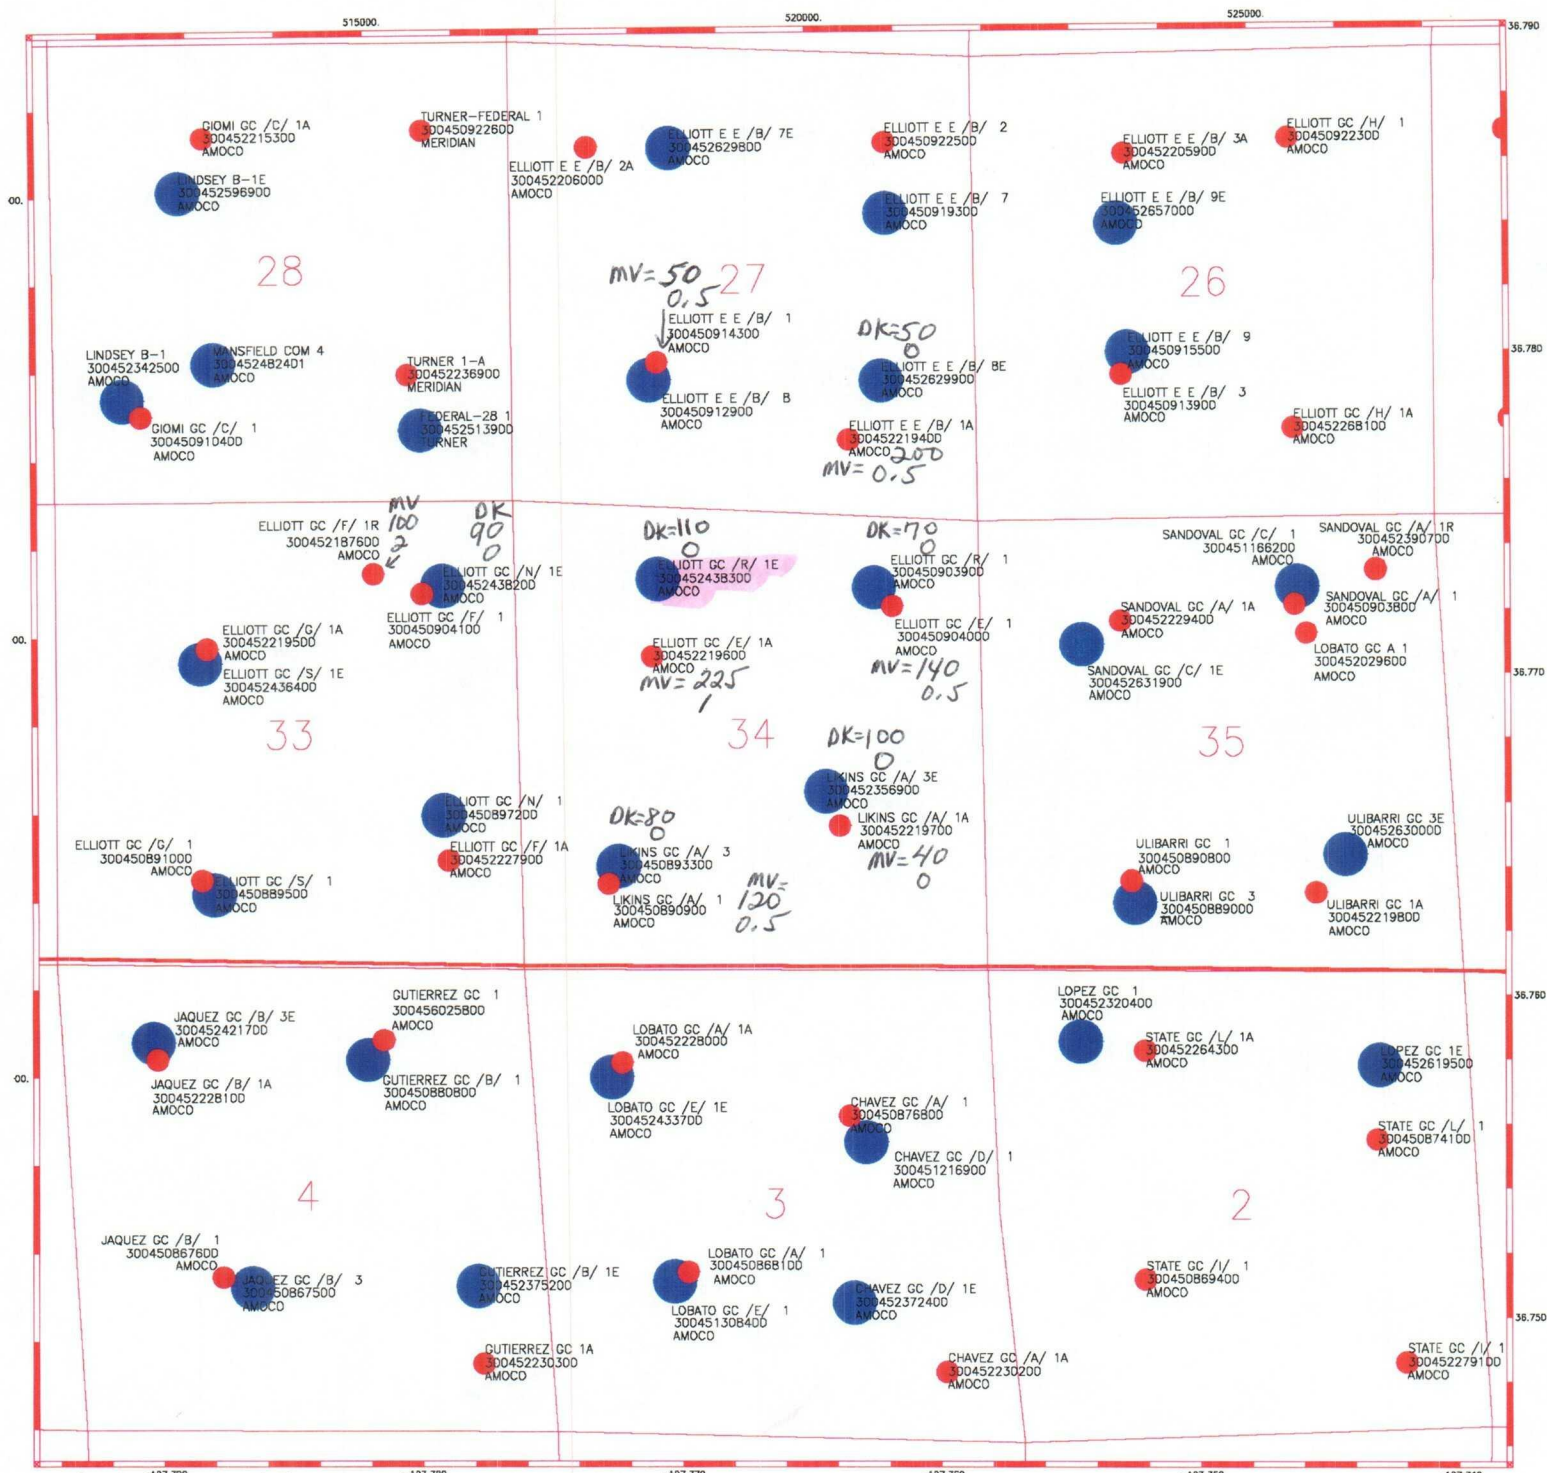 515000.
520000.
525000.
36.790
GIOMI GC /C/ 1A
300452215300
AMOCO
TURNER-FEDERAL 1
300450922600
MERIDIAN
ELLIOTT E E /B/ 2A
300452206000
AMOCO
ELLIOTT E E /B/ 7E
300452629800
AMOCO
ELLIOTT E E /B/ 2
300450922500
AMOCO
ELLIOTT E E /B/ 3A
300452205900
AMOCO
ELLIOTT GC /H/ 1
300450922300
AMOCO
00.
LINDSEY B-1E
300452596900
AMOCO
ELLIOTT E E /B/ 7
300450919300
AMOCO
ELLIOTT E E /B/ 9E
300452657000
AMOCO
28
27
26
MV=50
0.5
ELLIOTT E E /B/ 1
300450914300
AMOCO
DK=50
0
36.780
LINDSEY B-1
300452342500
AMOCO
MANSFIELD COM 4
300452482401
AMOCO
TURNER 1-A
300452236900
MERIDIAN
ELLIOTT E E /B/ 8E
300452629900
AMOCO
ELLIOTT E E /B/ 9
300450915500
AMOCO
GIOMI GC /C/ 1
300450910400
AMOCO
FEDERAL-28 1
300452513900
TURNER
ELLIOTT E E /B/ 8
300450912900
AMOCO
ELLIOTT E E /B/ 3
300450913900
AMOCO
ELLIOTT E E /B/ 1A
300452219400
AMOCO 200
MV= 0.5
ELLIOTT GC /H/ 1A
300452268100
AMOCO
ELLIOTT GC /F/ 1R
300452187600
AMOCO
MV
100
2
DK
90
0
DK=110
0
DK=70
0
SANDOVAL GC /C/ 1
300451166200
AMOCO
SANDOVAL GC /A/ 1R
300452390700
AMOCO
ELLIOTT GC /N/ 1E
300452438200
AMOCO
ELLIOTT GC /R/ 1E
300452438300
AMOCO
ELLIOTT GC /R/ 1
300450903900
AMOCO
ELLIOTT GC /F/ 1
300450904100
AMOCO
ELLIOTT GC /E/ 1
300450904000
AMOCO
SANDOVAL GC /A/ 1A
300452229400
AMOCO
SANDOVAL GC /A/ 1
300450903800
AMOCO
00.
ELLIOTT GC /G/ 1A
300452219500
AMOCO
ELLIOTT GC /S/ 1E
300452436400
AMOCO
ELLIOTT GC /E/ 1A
300452219600
AMOCO
MV= 225
1
MV=140
0.5
LOBATO GC A 1
300452029600
AMOCO
SANDOVAL GC /C/ 1E
300452631900
AMOCO
36.770
33
34
35
DK=100
0
LIKINS GC /A/ 3E
300452356900
AMOCO
ELLIOTT GC /N/ 1
300450897200
AMOCO
DK=80
0
LIKINS GC /A/ 1A
300452219700
AMOCO
MV=40
0
ULIBARRI GC 3E
300452630000
AMOCO
ELLIOTT GC /G/ 1
300450891000
AMOCO
ELLIOTT GC /F/ 1A
300452227900
AMOCO
LIKINS GC /A/ 3
300450893300
AMOCO
ULIBARRI GC 1
300450890800
AMOCO
ELLIOTT GC /S/ 1
300450889500
AMOCO
LIKINS GC /A/ 1
300450890900
AMOCO
MV=
120
0.5
ULIBARRI GC 3
300450889000
AMOCO
ULIBARRI GC 1A
300452219800
AMOCO
36.760
JAQUEZ GC /B/ 3E
300452421700
AMOCO
GUTIERREZ GC 1
300456025800
AMOCO
LOBATO GC /A/ 1A
300452228000
AMOCO
LOPEZ GC 1
300452320400
AMOCO
STATE GC /L/ 1A
300452264300
AMOCO
LOPEZ GC 1E
300452619500
AMOCO
00.
JAQUEZ GC /B/ 1A
300452228100
AMOCO
GUTIERREZ GC /B/ 1
300450880800
AMOCO
LOBATO GC /E/ 1E
300452433700
AMOCO
CHAVEZ GC /A/ 1
300450876800
AMOCO
STATE GC /L/ 1
300450874100
AMOCO
CHAVEZ GC /D/ 1
300451216900
AMOCO
4
3
2
JAQUEZ GC /B/ 1
300450867600
AMOCO
JAQUEZ GC /B/ 3
300450867500
AMOCO
GUTIERREZ GC /B/ 1E
300452375200
AMOCO
LOBATO GC /A/ 1
300450868100
AMOCO
LOBATO GC /E/ 1
300451308400
AMOCO
CHAVEZ GC /D/ 1E
300452372400
AMOCO
STATE GC /I/ 1
300450869400
AMOCO
36.750
GUTIERREZ GC 1A
300452230300
AMOCO
CHAVEZ GC /A/ 1A
300452230200
AMOCO
STATE GC /I/ 1
300452279100
AMOCO